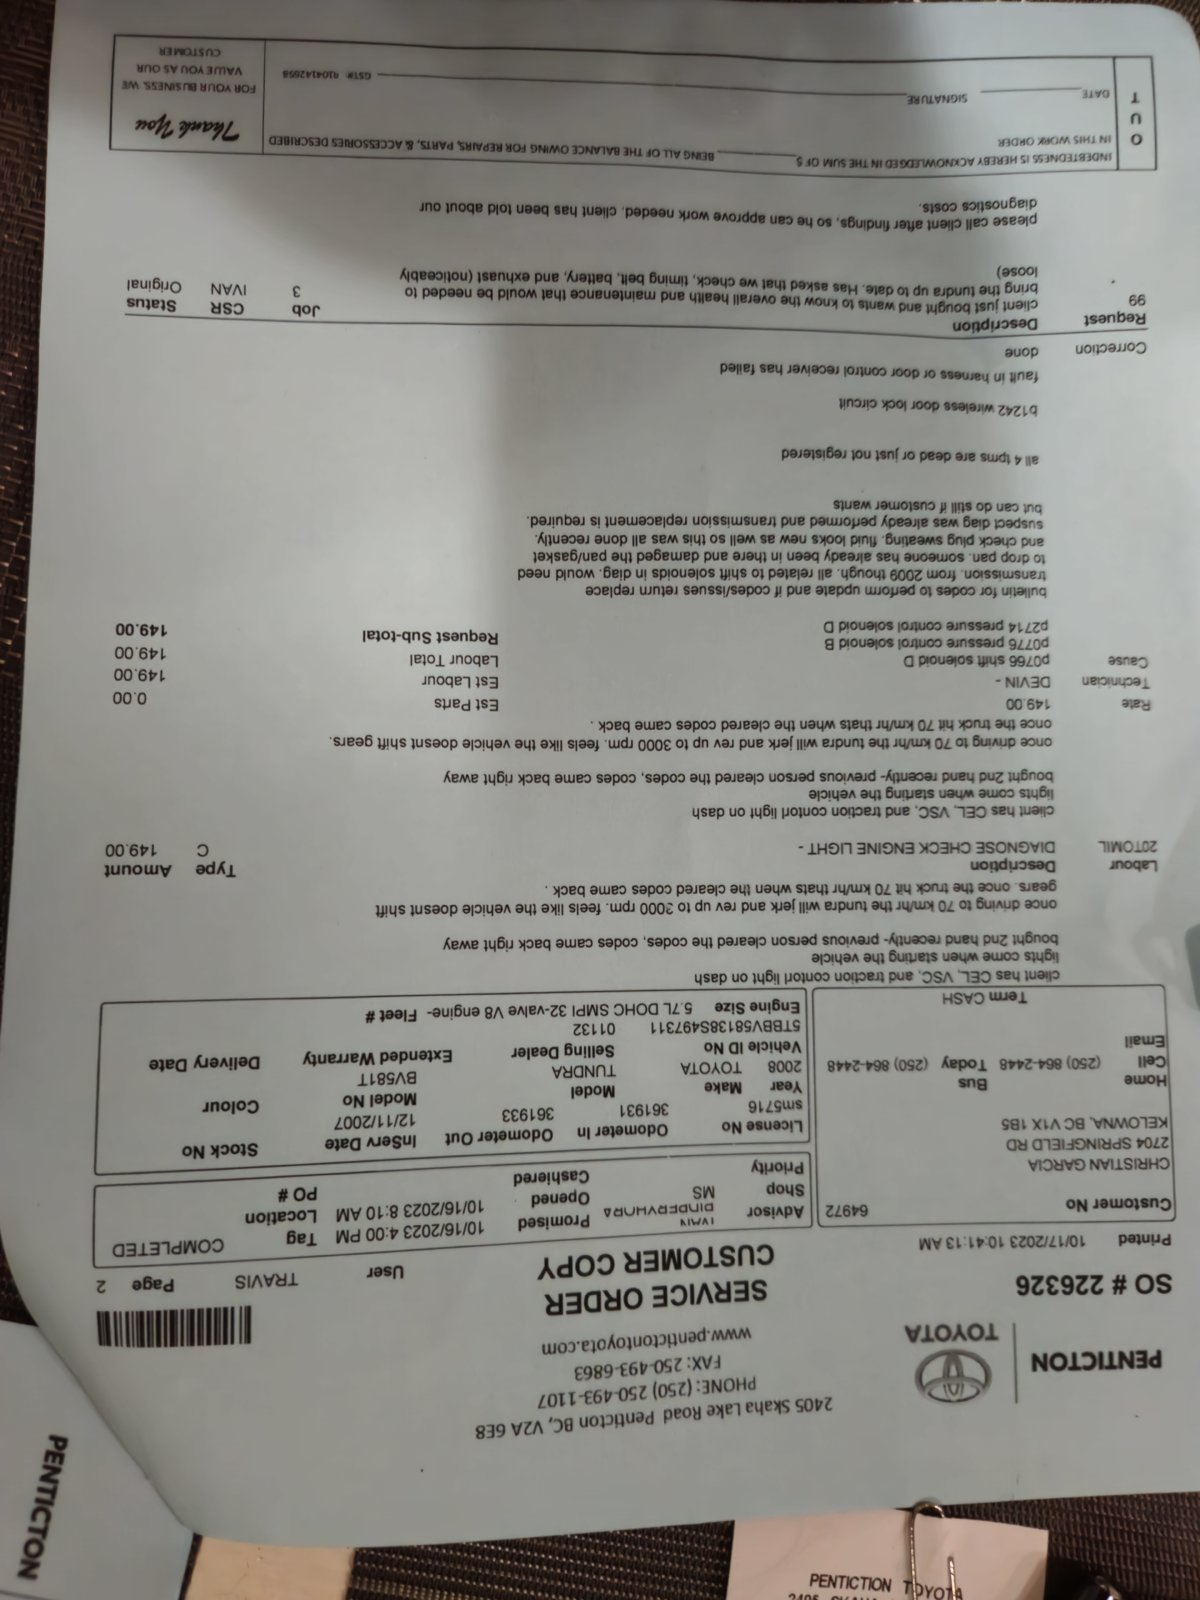 PENTICTON
TOYOTA
2405 Skaha Lake Road Penticton BC, V2A 6E8
PHONE: (250) 250-493-1107
FAX: 250-493-6863
www.pentictontoyota.com
SO # 226326
SERVICE ORDER
CUSTOMER COPY
User TRAVIS Page 2
Printed 10/17/2023 10:41:13 AM
Customer No 64972
CHRISTIAN GARCIA
2704 SPRINGFIELD RD
KELOWNA, BC V1X 1B5
Home Bus
Cell (250) 864-2448 Today (250) 864-2448
Email
Term CASH
Advisor IVAN Promised 10/16/2023 4:00 PM Tag COMPLETED
Shop MS Opened 10/16/2023 8:10 AM Location
Priority Cashiered PO #
License No Odometer In Odometer Out InServ Date Stock No
sm5716 361931 361933 12/11/2007
Year Make Model Model No Colour
2008 TOYOTA TUNDRA BV581T
Vehicle ID No Selling Dealer Extended Warranty Delivery Date
5TBBV58138S497311 01132
Engine Size 5.7L DOHC SMPI 32-valve V8 engine- Fleet #
client has CEL, VSC, and traction contorl light on dash
lights come when starting the vehicle
bought 2nd hand recently- previous person cleared the codes, codes came back right away
once driving to 70 km/hr the tundra will jerk and rev up to 3000 rpm. feels like the vehicle doesnt shift
gears. once the truck hit 70 km/hr thats when the cleared codes came back .
Labour Description Type Amount
20TOMIL DIAGNOSE CHECK ENGINE LIGHT - C 149.00
client has CEL, VSC, and traction contorl light on dash
lights come when starting the vehicle
bought 2nd hand recently- previous person cleared the codes, codes came back right away
once driving to 70 km/hr the tundra will jerk and rev up to 3000 rpm. feels like the vehicle doesnt shift gears.
once the truck hit 70 km/hr thats when the cleared codes came back .
Rate 149.00 Est Parts 0.00
Technician DEVIN - Est Labour 149.00
Cause p0766 shift solenoid D Labour Total 149.00
p0776 pressure control solenoid B Request Sub-total 149.00
p2714 pressure control solenoid D
bulletin for codes to perform update and if codes/issues return replace
transmission. from 2009 though. all related to shift solenoids in diag. would need
to drop pan. someone has already been in there and damaged the pan/gasket
and check plug sweating. fluid looks new as well so this was all done recently.
suspect diag was already performed and transmission replacement is required.
but can do still if customer wants
all 4 tpms are dead or just not registered
b1242 wireless door lock circuit
fault in harness or door control receiver has failed
Correction done
Request Description Job CSR Status
99 client just bought and wants to know the overall health and maintenance that would be needed to 3 IVAN Original
bring the tundra up to date. Has asked that we check, timing belt, battery, and exhuast (noticeably
loose)
please call client after findings, so he can approve work needed. client has been told about our
diagnostics costs.
OUT
INDEBTEDNESS IS HEREBY ACKNOWLEDGED IN THE SUM OF $ BEING ALL OF THE BALANCE OWING FOR REPAIRS, PARTS, & ACCESSORIES DESCRIBED
IN THIS WORK ORDER
DATE SIGNATURE GST# R104142658
Thank You
FOR YOUR BUSINESS. WE
VALUE YOU AS OUR
CUSTOMER
PENTICTON
PENTICTION TOYOTA